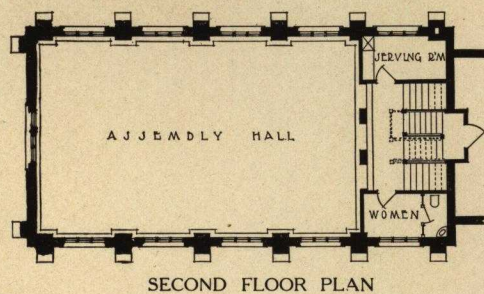 SERVING R'M
ASSEMBLY HALL
WOMEN
SECOND FLOOR PLAN